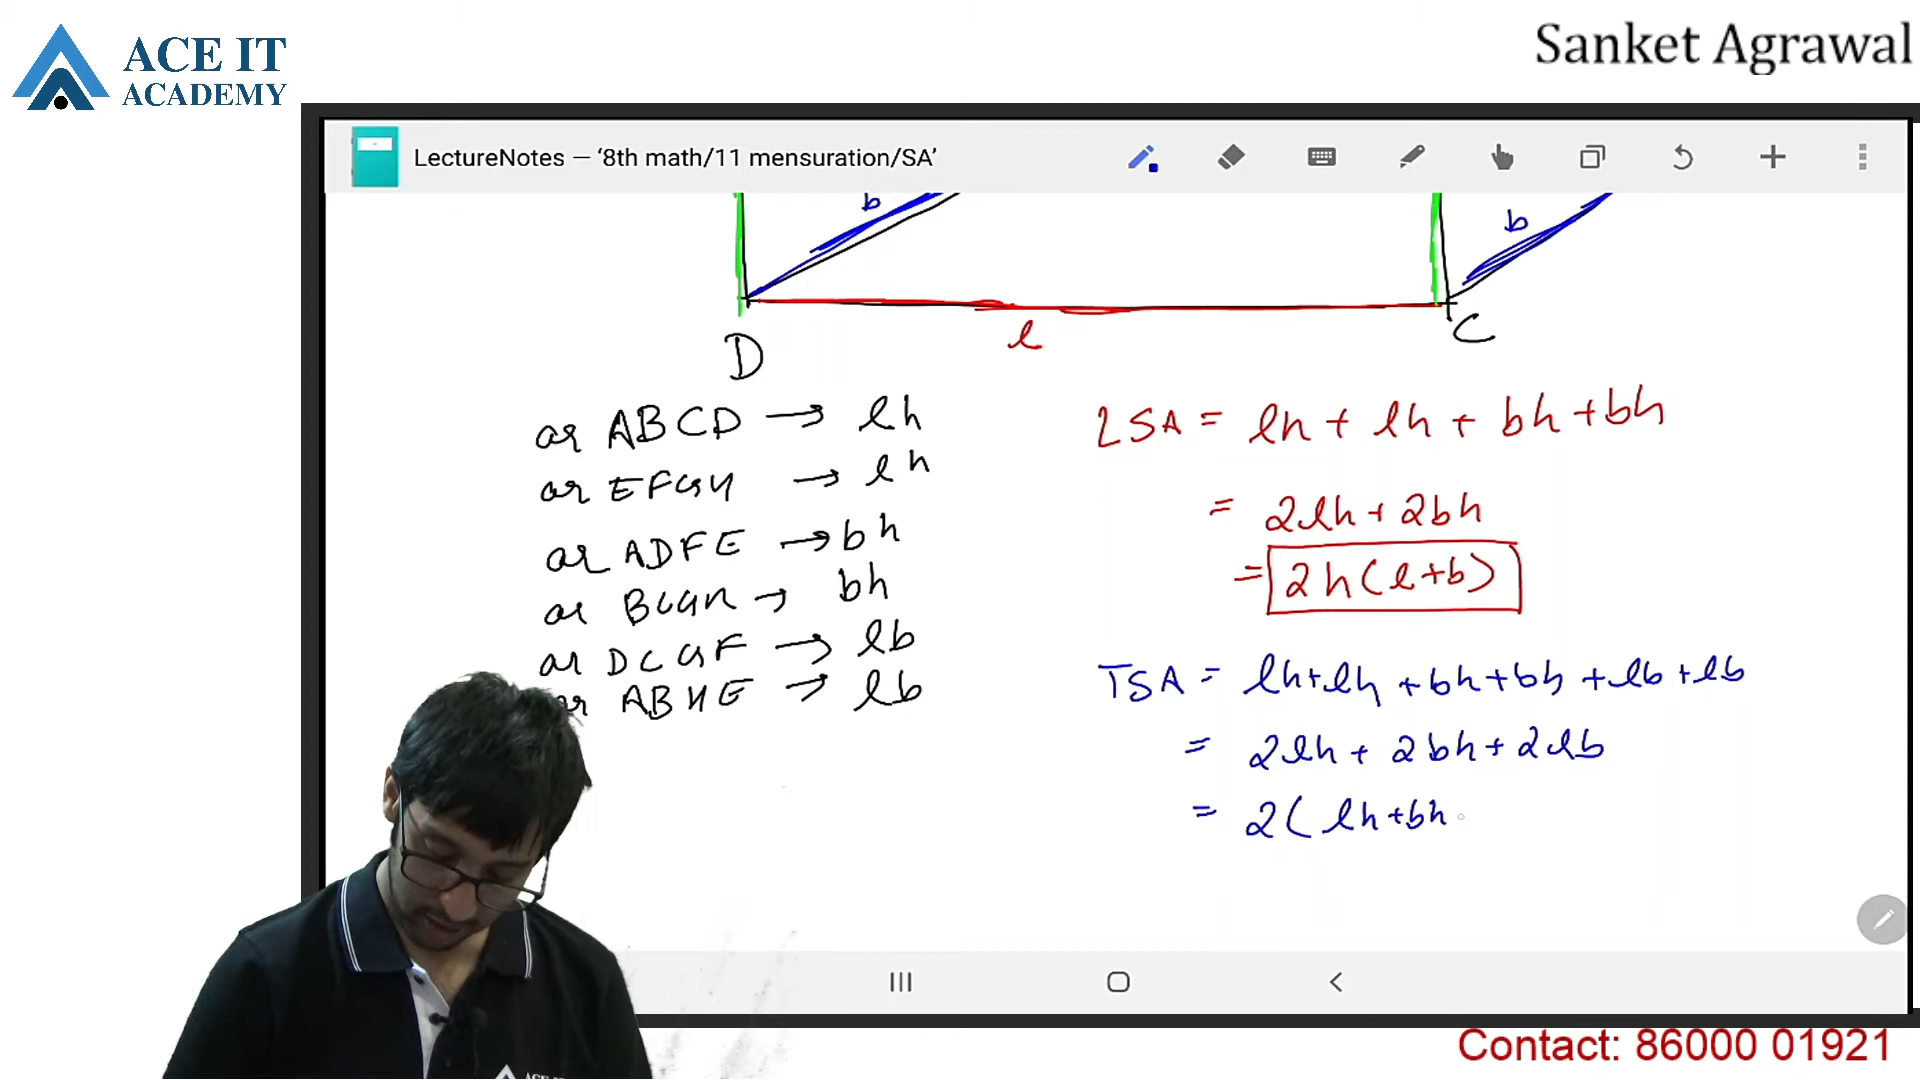 ACE IT
ACADEMY
Sanket Agrawal
LectureNotes — ‘8th math/11 mensuration/SA’
b
b
l
D
C
ar ABCD → lh
ar EFGH → lh
ar ADFE → bh
ar BCGH → bh
ar DCGF → lb
ar ABHE → lb
LSA = lh + lh + bh + bh
= 2lh + 2bh
= 2h(l+b)
TSA = lh+lh+bh+bh+lb+lb
= 2lh + 2bh + 2lb
= 2( lh+bh
Contact: 86000 01921